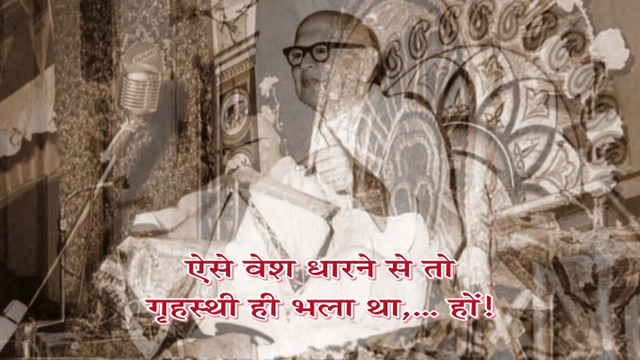 ऐसे वेश धारने से तो
गृहस्थी ही भला था,... हों!